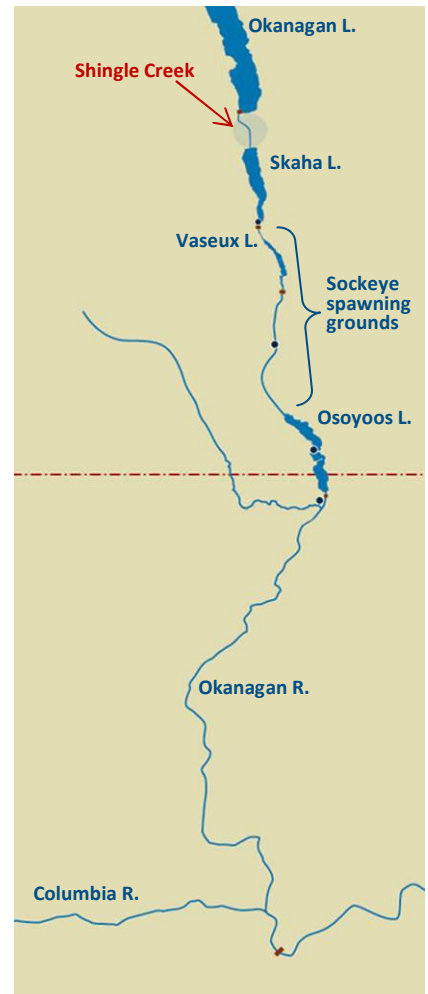 Okanagan L.
Shingle Creek
Skaha L.
Vaseux L.
Sockeye
spawning
grounds
Osoyoos L.
Okanagan R.
Columbia R.